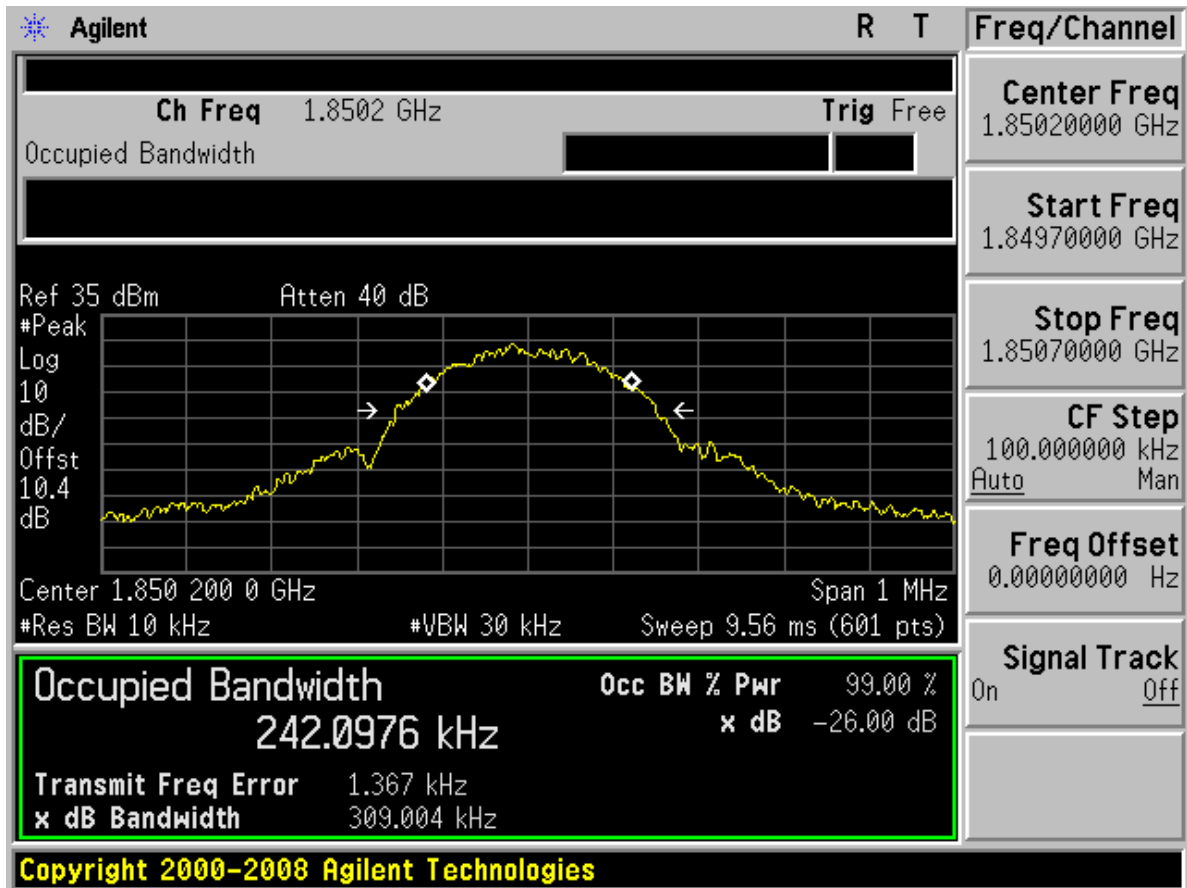 Agilent R T Freq/Channel
Ch Freq 1.8502 GHz Trig Free
Occupied Bandwidth
Center Freq
1.85020000 GHz
Start Freq
1.84970000 GHz
Stop Freq
1.85070000 GHz
CF Step
100.000000 kHz
Auto Man
Freq Offset
0.00000000 Hz
Signal Track
On Off
Ref 35 dBm Atten 40 dB
#Peak
Log
10
dB/
Offst
10.4
dB
Center 1.850 200 0 GHz Span 1 MHz
#Res BW 10 kHz #VBW 30 kHz Sweep 9.56 ms (601 pts)
Occupied Bandwidth Occ BW % Pwr 99.00 %
242.0976 kHz x dB -26.00 dB
Transmit Freq Error 1.367 kHz
x dB Bandwidth 309.004 kHz
Copyright 2000-2008 Agilent Technologies